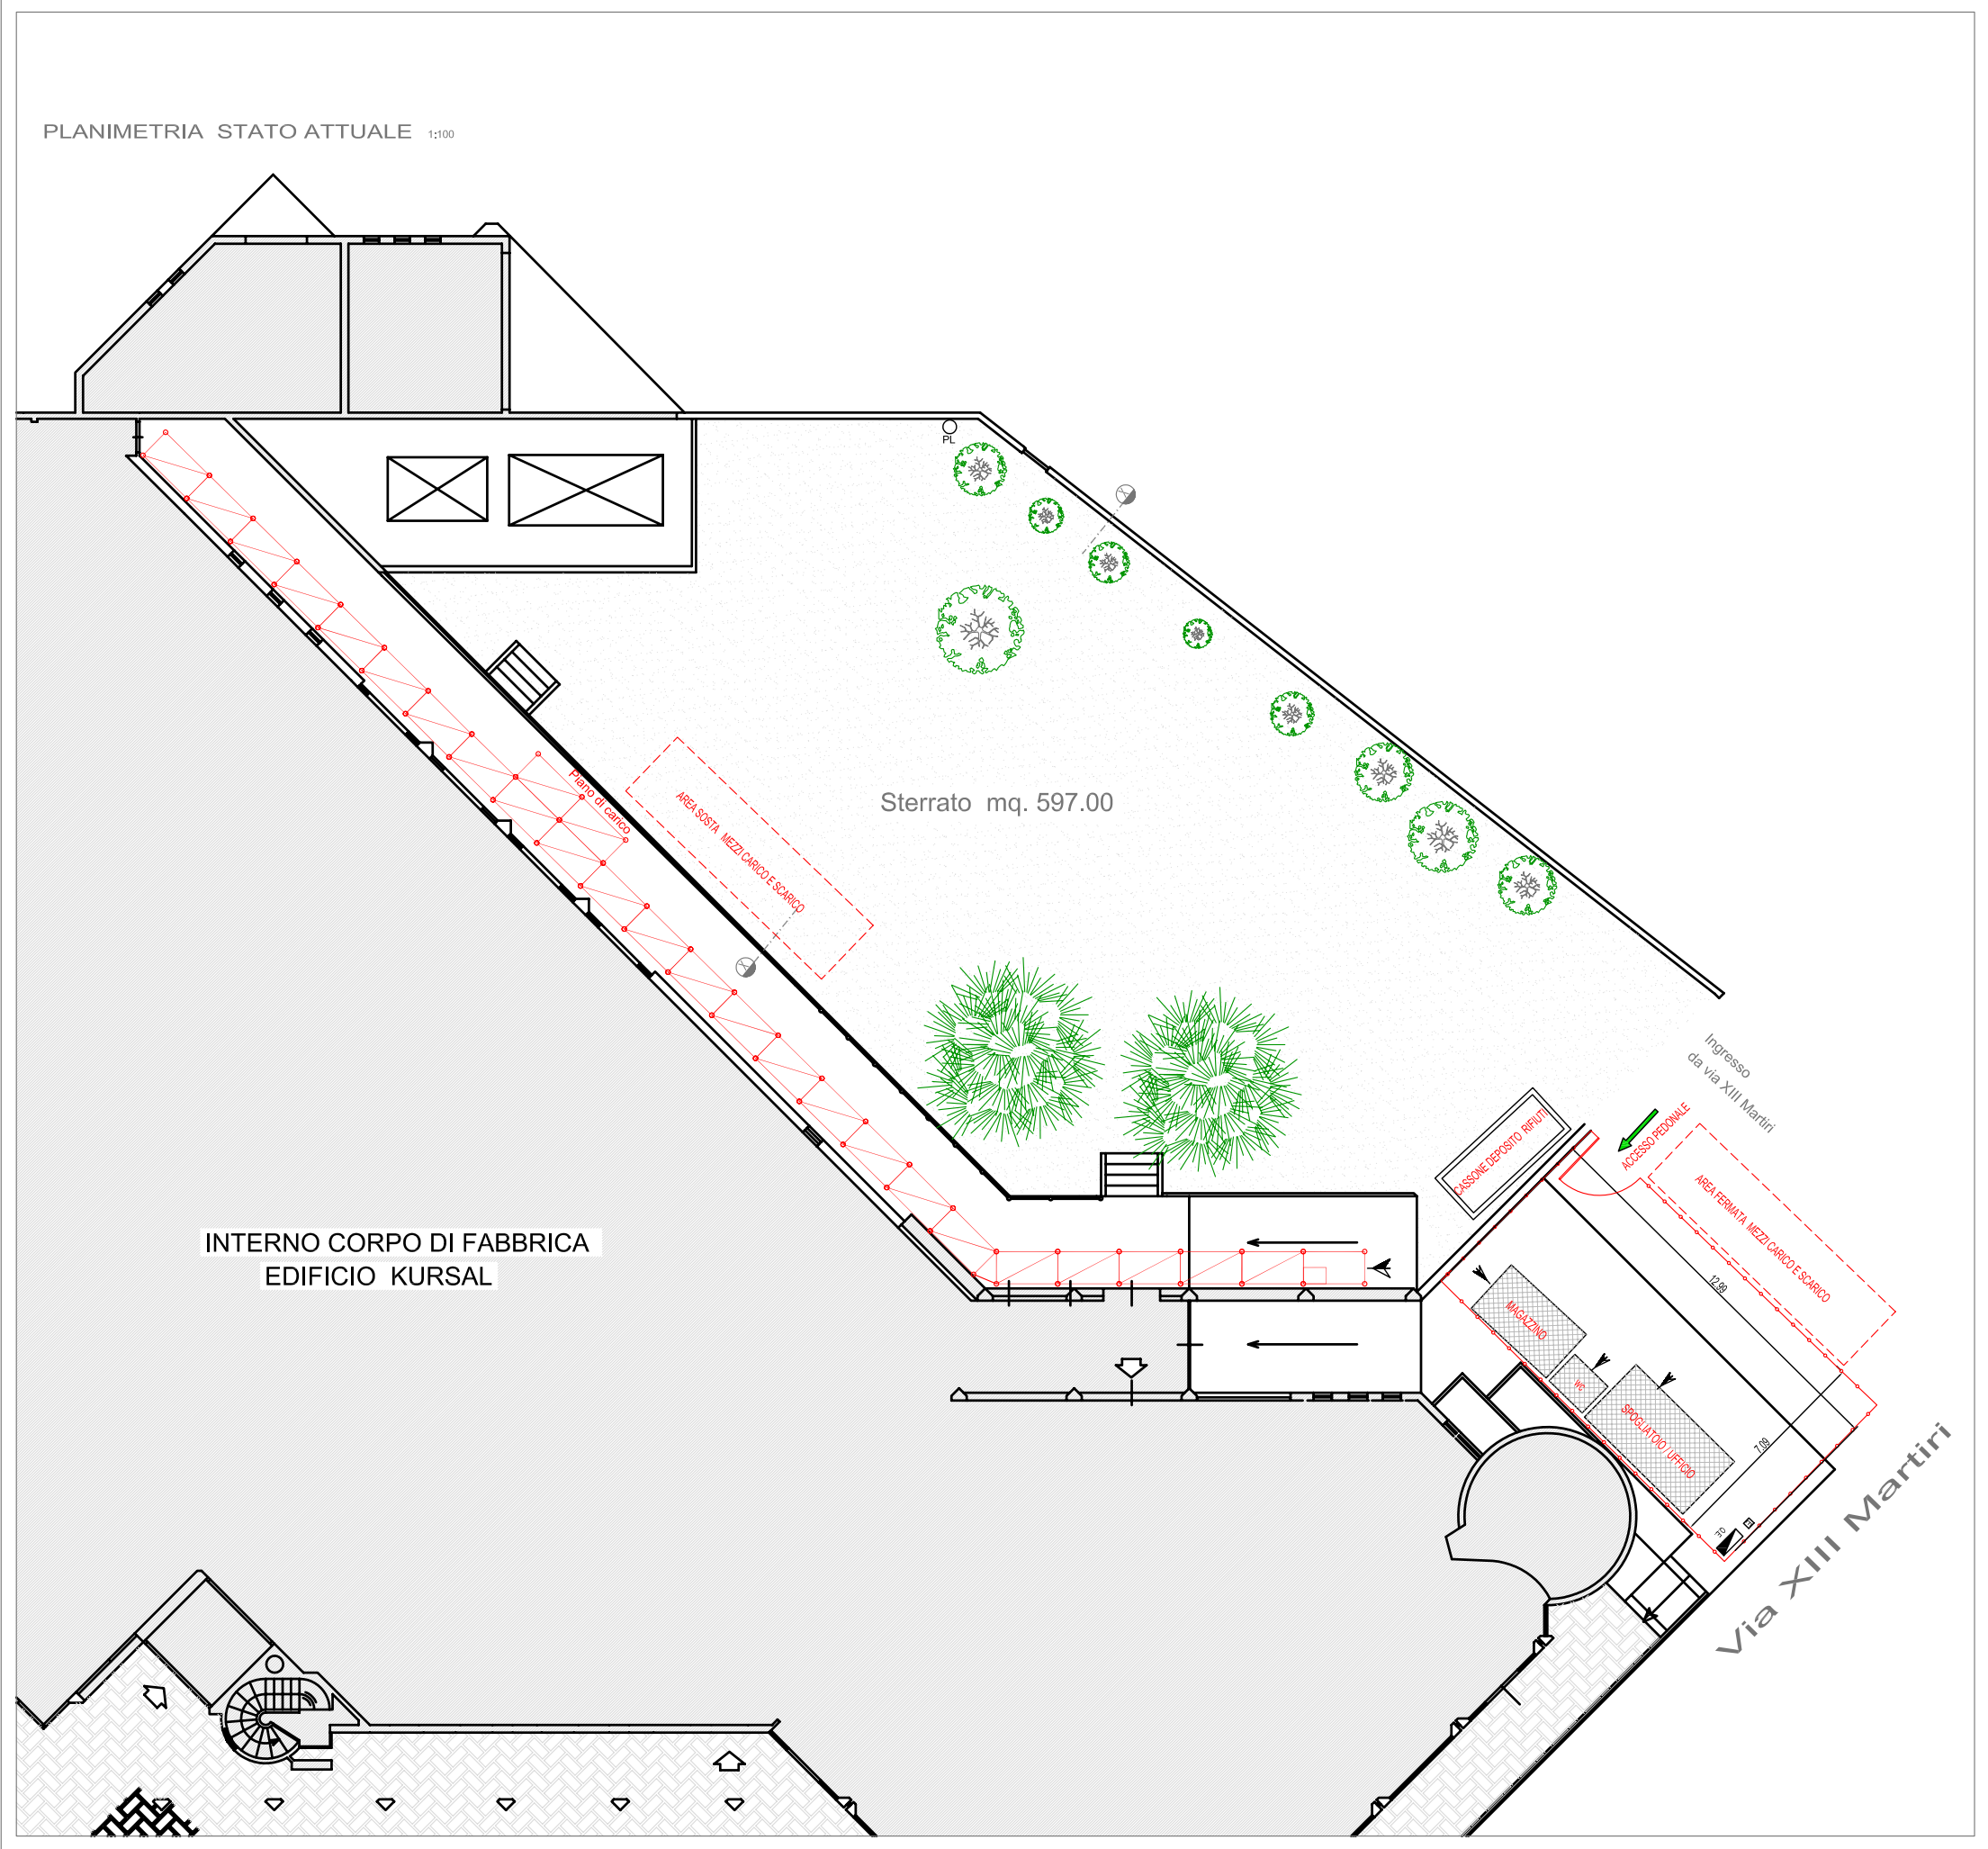 PLANIMETRIA STATO ATTUALE 1:100
PL
Piano di carico
AREA SOSTA MEZZI CARICO E SCARICO
Sterrato mq. 597.00
Ingresso
da via XIII Martiri
ACCESSO PEDONALE
CASSONE DEPOSITO RIFIUTI
AREA FERMATA MEZZI CARICO E SCARICO
12.99
INTERNO CORPO DI FABBRICA
EDIFICIO KURSAL
MAGAZZINO
WC
SPOGLIATOIO / UFFICIO
7.09
QE
Via XIII Martiri